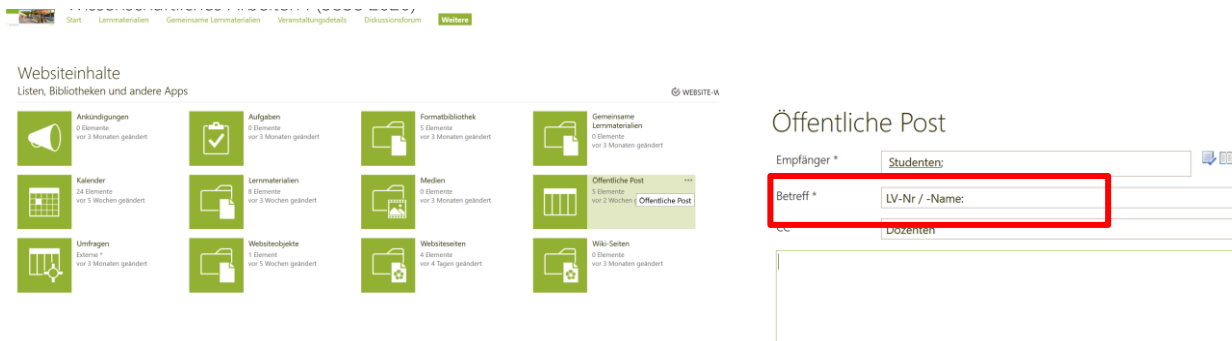 Wissenschaftliches Arbeiten I (SoSe 2020)
Start Lernmaterialien Gemeinsame Lernmaterialien Veranstaltungsdetails Diskussionsforum Weitere
Websiteinhalte
Listen, Bibliotheken und andere Apps
WEBSITE-W
Ankündigungen
0 Elemente
vor 3 Monaten geändert
Aufgaben
0 Elemente
vor 3 Monaten geändert
Formatbibliothek
5 Elemente
vor 3 Monaten geändert
Gemeinsame
Lernmaterialien
0 Elemente
vor 3 Monaten geändert
Kalender
24 Elemente
vor 5 Wochen geändert
Lernmaterialien
8 Elemente
vor 3 Wochen geändert
Medien
0 Elemente
vor 3 Monaten geändert
Öffentliche Post
5 Elemente
vor 2 Wochen
Öffentliche Post
Umfragen
Externe *
vor 3 Monaten geändert
Websiteobjekte
1 Element
vor 5 Wochen geändert
Websiteseiten
4 Elemente
vor 4 Tagen geändert
Wiki-Seiten
0 Elemente
vor 3 Monaten geändert
Öffentliche Post
Empfänger * Studenten;
Betreff * LV-Nr / -Name:
CC Dozenten